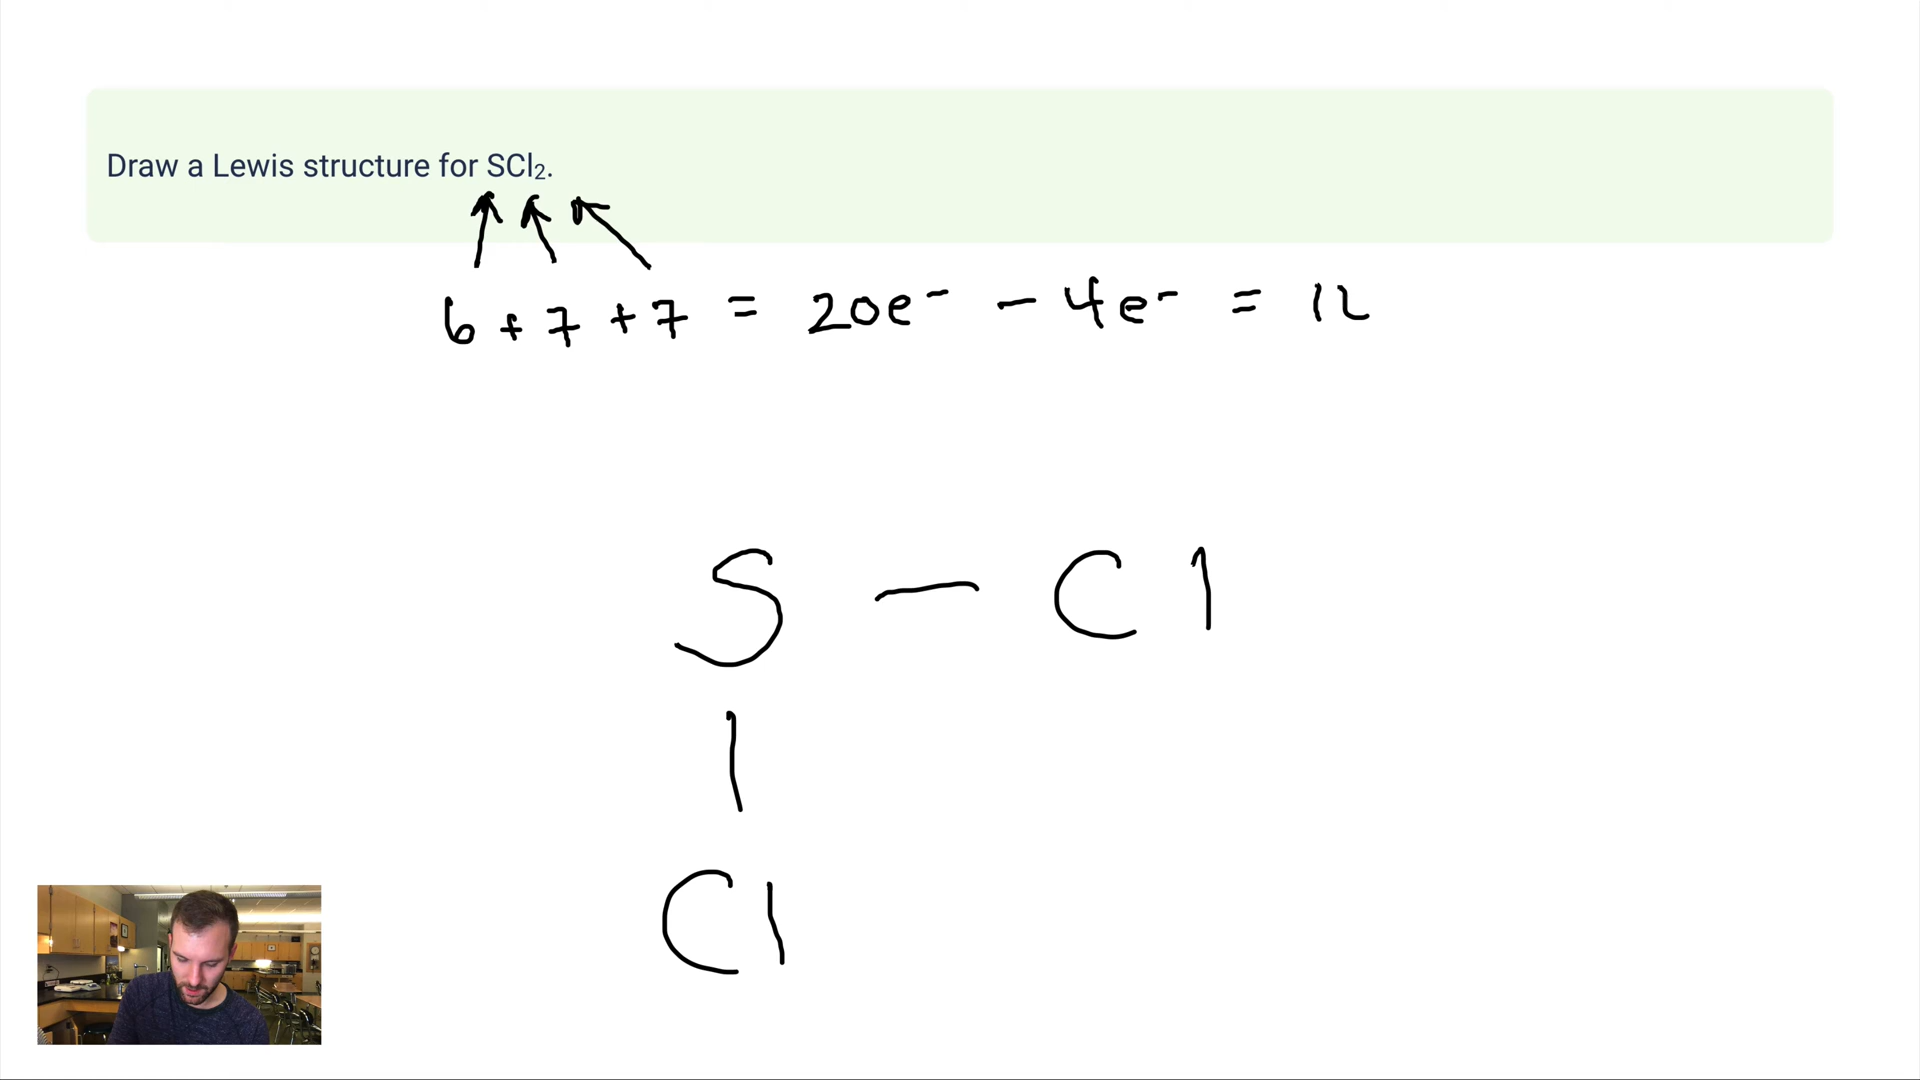 Draw a Lewis structure for SCl₂.
6 + 7 + 7 = 20e⁻ - 4e⁻ = 12
S — Cl
|
Cl